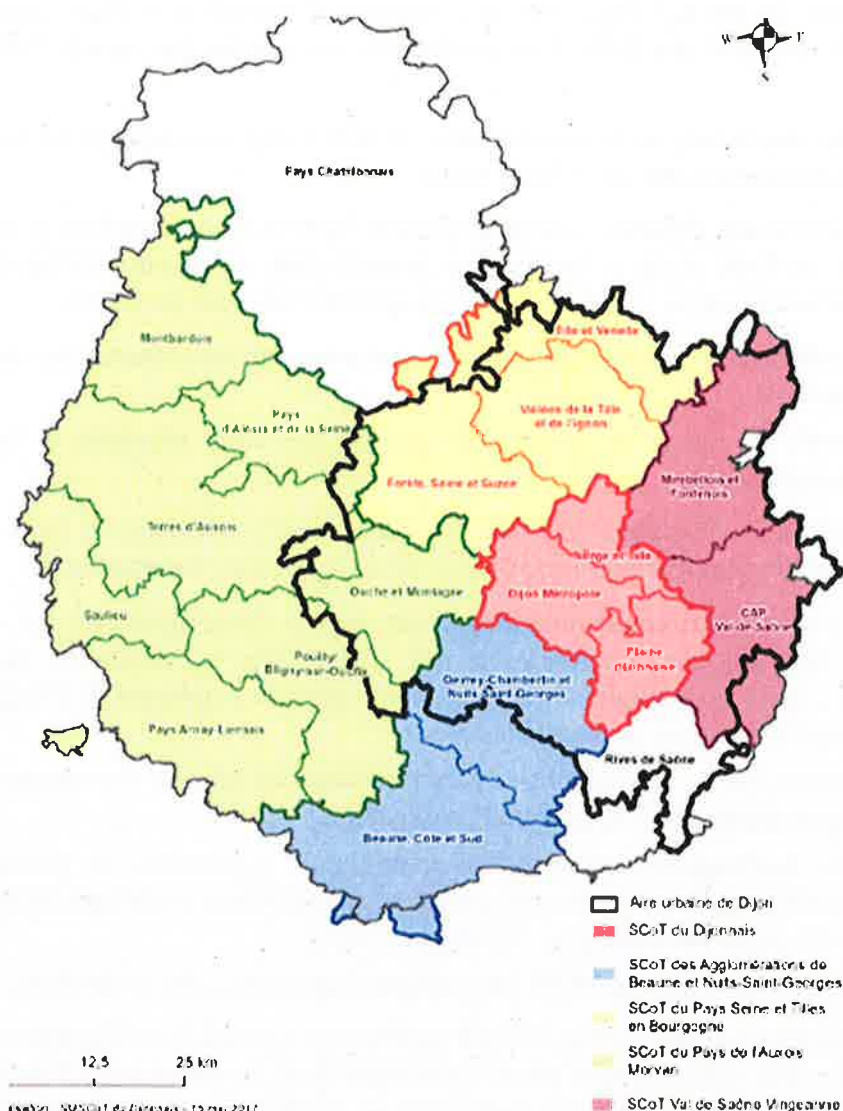 W
S
Pays Chatillonnais
Montbardois
Tille et Venelle
Pays
d'Alésia et de la Seine
Vallées de la Tille
et de l'Ignon
Forêts, Seine et Suzon
Mirebellois et
Fontenois
Terres d'Auxois
Norge et Tille
Ouche et Montagne
Dijon Métropole
Saulieu
CAP
Val de Saône
Plaine
Dijonnaise
Pouilly
Bligny-sur-Ouche
Gevrey-Chambertin et
Nuits-Saint-Georges
Pays Arnay Liernais
Rives de Saône
Beaune, Côte et Sud
Aire urbaine de Dijon
SCoT du Dijonnais
SCoT des Agglomérations de
Beaune et Nuits-Saint-Georges
SCoT du Pays Seine et Tilles
en Bourgogne
SCoT du Pays de l'Auxois
Morvan
SCoT Val de Saône Vingeanne
12,5 25 km
2017